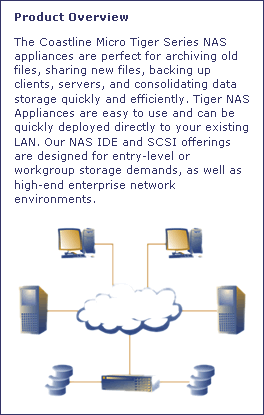 Product Overview
The Coastline Micro Tiger Series NAS
appliances are perfect for archiving old
files, sharing new files, backing up
clients, servers, and consolidating data
storage quickly and efficiently. Tiger NAS
Appliances are easy to use and can be
quickly deployed directly to your existing
LAN. Our NAS IDE and SCSI offerings
are designed for entry-level or
workgroup storage demands, as well as
high-end enterprise network
environments.